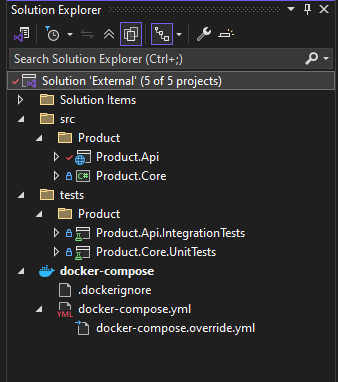 Solution Explorer
Search Solution Explorer (Ctrl+;)
Solution 'External' (5 of 5 projects)
Solution Items
src
Product
Product.Api
C# Product.Core
tests
Product
Product.Api.IntegrationTests
Product.Core.UnitTests
docker-compose
.dockerignore
YML docker-compose.yml
docker-compose.override.yml